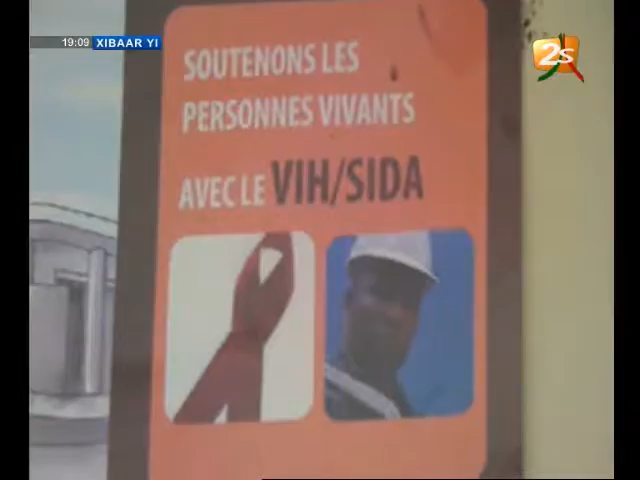 19:09 XIBAAR YI
2S
SOUTENONS LES
PERSONNES VIVANTS
AVEC LE VIH/SIDA